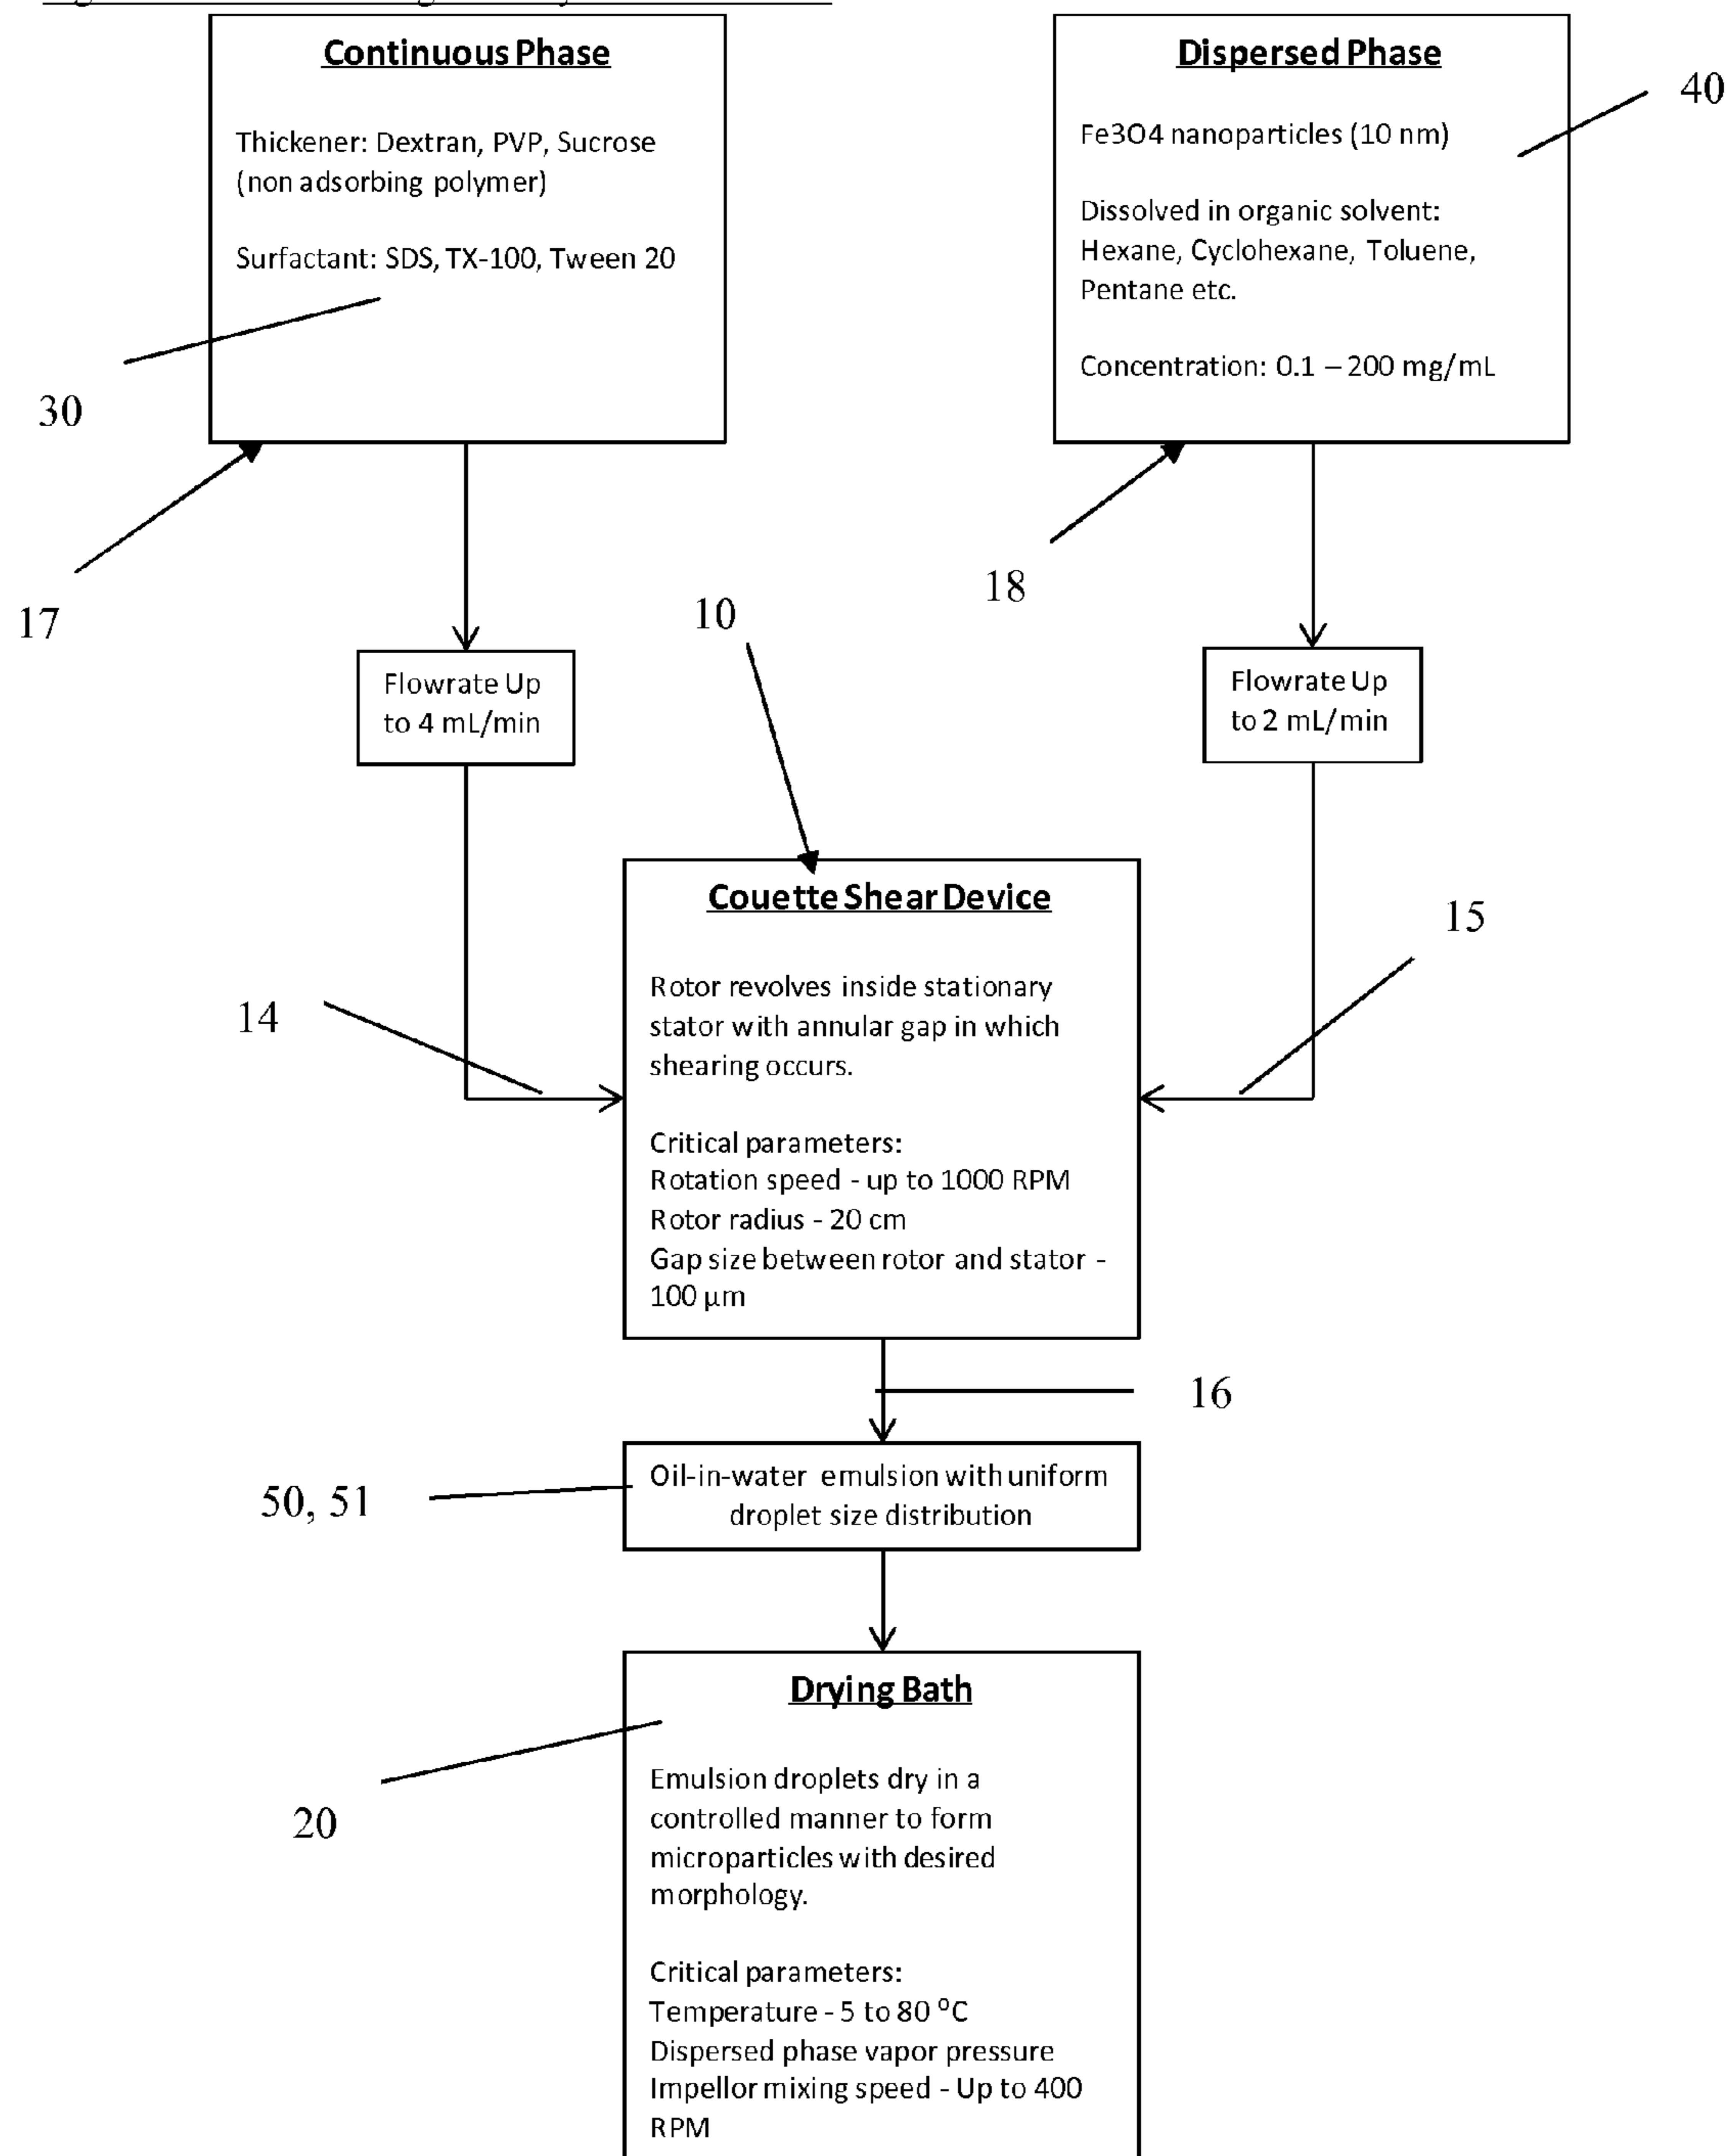 Continuous Phase
Thickener: Dextran, PVP, Sucrose
(non adsorbing polymer)
Surfactant: SDS, TX-100, Tween 20
30
17
Dispersed Phase
40
Fe3O4 nanoparticles (10 nm)
Dissolved in organic solvent:
Hexane, Cyclohexane, Toluene,
Pentane etc.
Concentration: 0.1 – 200 mg/mL
18
10
Flowrate Up
to 4 mL/min
Flowrate Up
to 2 mL/min
Couette Shear Device
15
14
Rotor revolves inside stationary
stator with annular gap in which
shearing occurs.
Critical parameters:
Rotation speed - up to 1000 RPM
Rotor radius - 20 cm
Gap size between rotor and stator -
100 µm
16
50, 51
Oil-in-water emulsion with uniform
droplet size distribution
Drying Bath
20
Emulsion droplets dry in a
controlled manner to form
microparticles with desired
morphology.
Critical parameters:
Temperature - 5 to 80 ⁰C
Dispersed phase vapor pressure
Impellor mixing speed - Up to 400
RPM